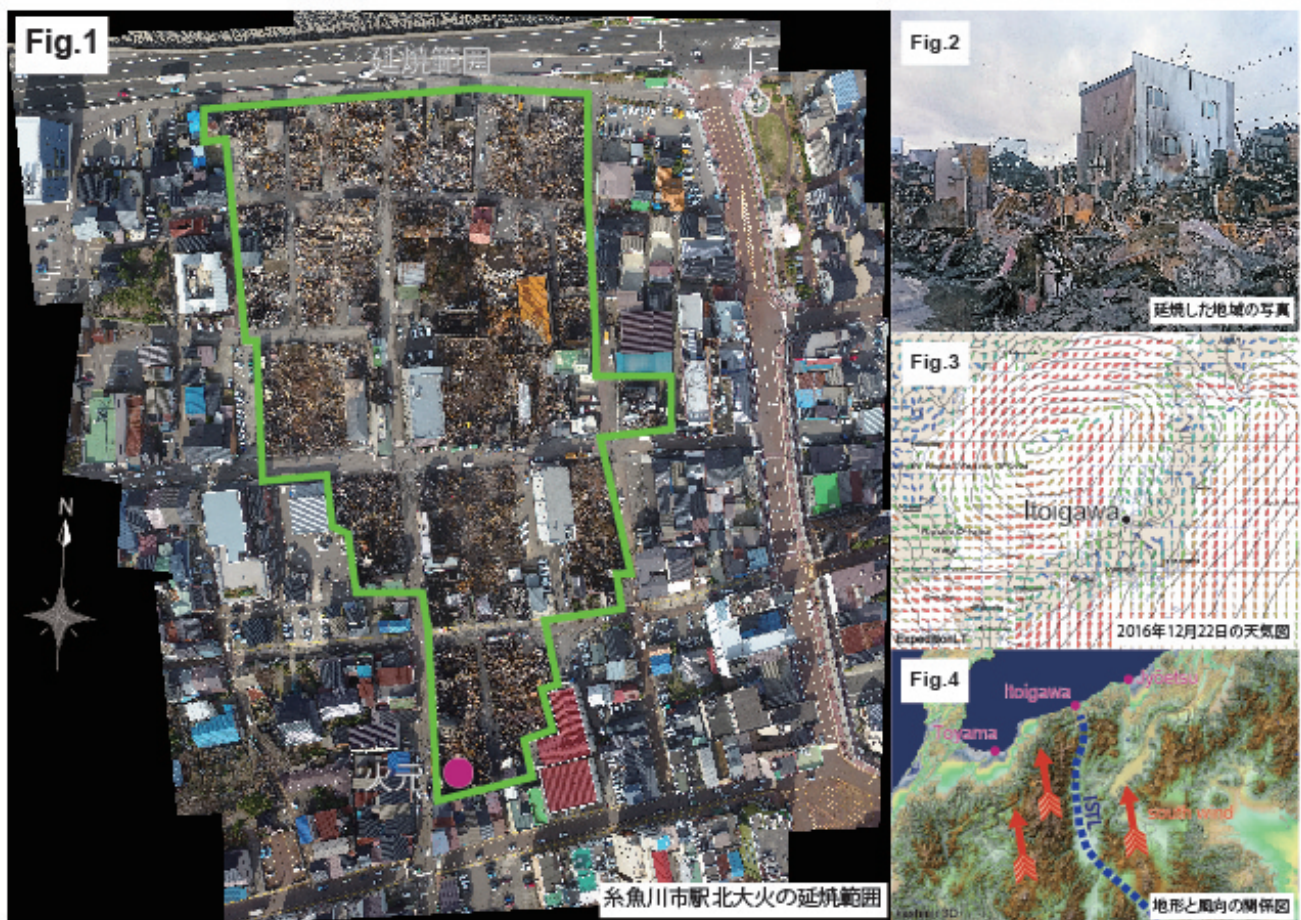 Fig.1
延焼範囲
N
火元
糸魚川市駅北大火の延焼範囲
Fig.2
延焼した地域の写真
Fig.3
Itoigawa
ExpeditionLT
2016年12月22日の天気図
Fig.4
Itoigawa
Jyoetsu
Toyama
ISTL
South wind
地形と風向の関係図